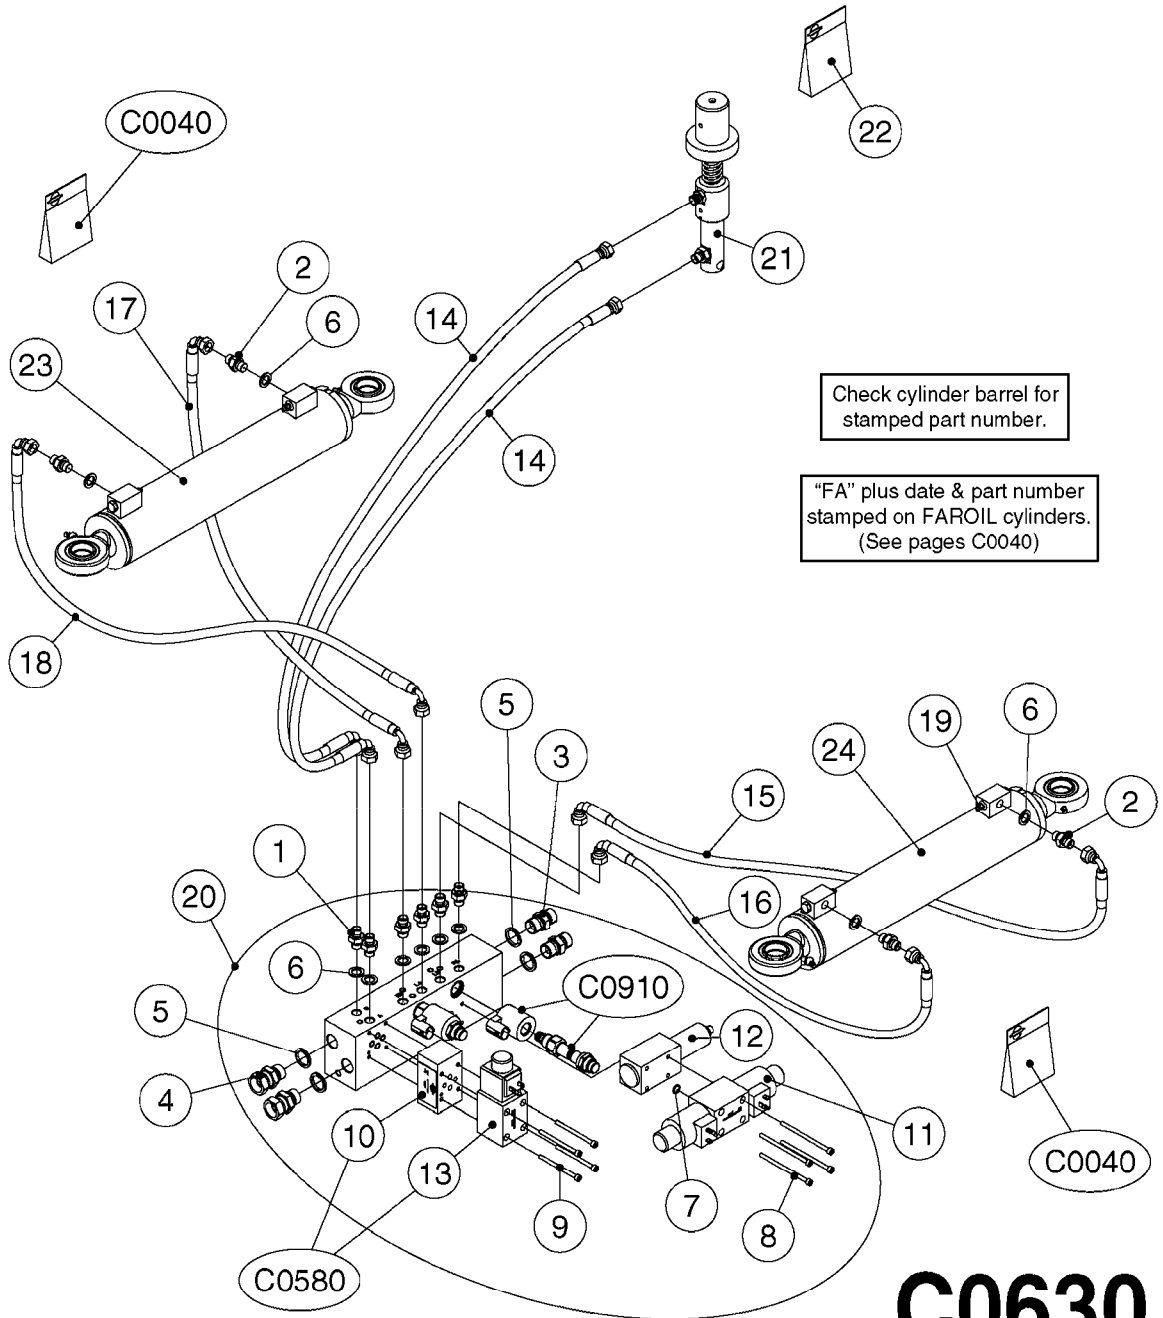 22
C0040
21
2
17
6
14
23
14
Check cylinder barrel for
stamped part number.
"FA" plus date & part number
stamped on FAROIL cylinders.
(See pages C0040)
18
5
19
6
3
24
15
2
1
20
16
6
C0910
5
12
4
11
10
13
7
C0040
9
8
C0580
C0630